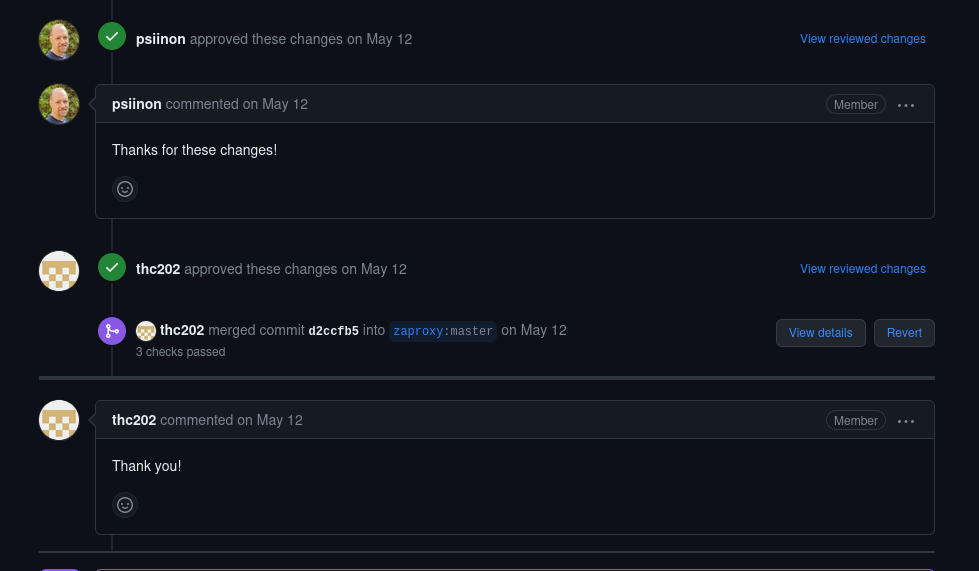 psiinon approved these changes on May 12 View reviewed changes
psiinon commented on May 12 Member
Thanks for these changes!
thc202 approved these changes on May 12 View reviewed changes
thc202 merged commit d2ccfb5 into zaproxy:master on May 12 View details Revert
3 checks passed
thc202 commented on May 12 Member
Thank you!